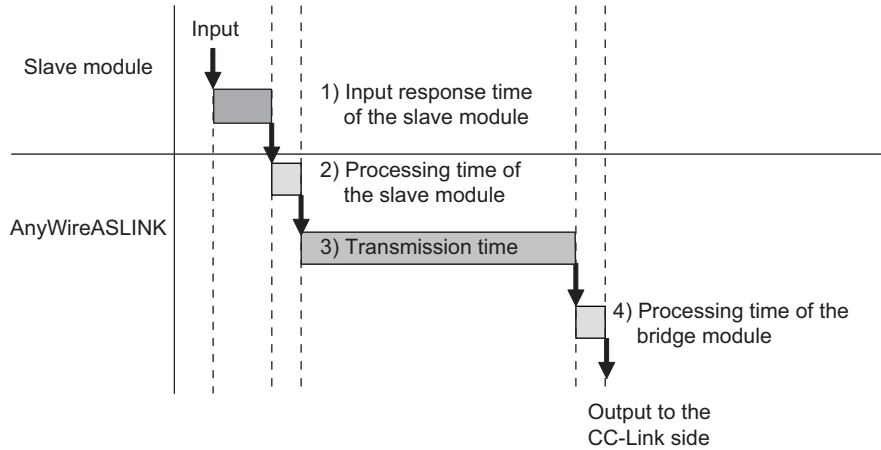 Input
Slave module
1) Input response time
of the slave module
2) Processing time of
the slave module
AnyWireASLINK
3) Transmission time
4) Processing time of the
bridge module
Output to the
CC-Link side